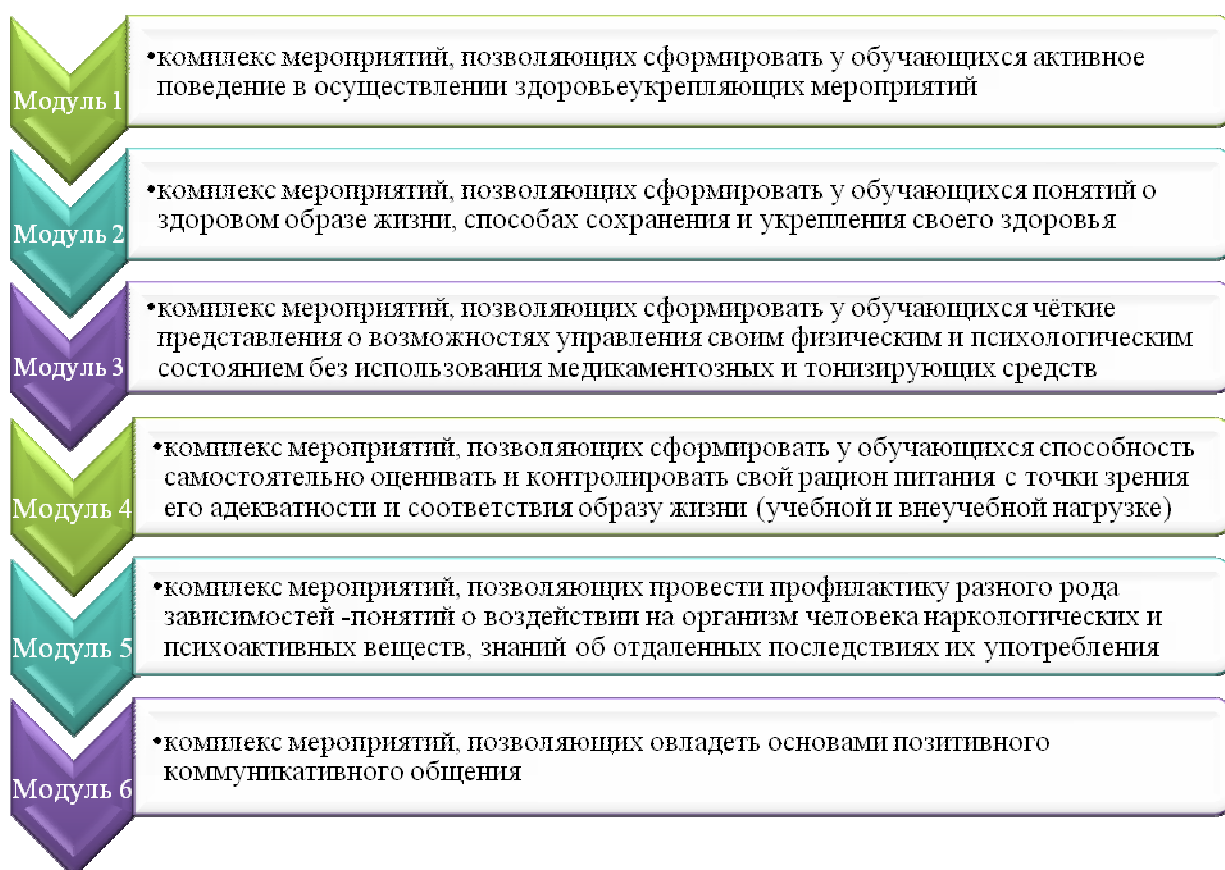 Модуль 1
•комплекс мероприятий, позволяющих сформировать у обучающихся активное
поведение в осуществлении здоровьеукрепляющих мероприятий
Модуль 2
•комплекс мероприятий, позволяющих сформировать у обучающихся понятий о
здоровом образе жизни, способах сохранения и укрепления своего здоровья
Модуль 3
•комплекс мероприятий, позволяющих сформировать у обучающихся чёткие
представления о возможностях управления своим физическим и психологическим
состоянием без использования медикаментозных и тонизирующих средств
Модуль 4
•комплекс мероприятий, позволяющих сформировать у обучающихся способность
самостоятельно оценивать и контролировать свой рацион питания с точки зрения
его адекватности и соответствия образу жизни (учебной и внеучебной нагрузке)
Модуль 5
•комплекс мероприятий, позволяющих провести профилактику разного рода
зависимостей -понятий о воздействии на организм человека наркологических и
психоактивных веществ, знаний об отдаленных последствиях их употребления
Модуль 6
•комплекс мероприятий, позволяющих овладеть основами позитивного
коммуникативного общения